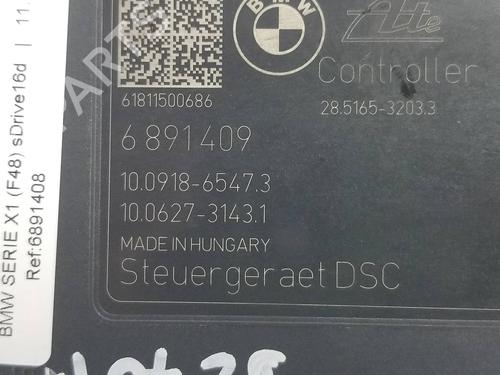 BMW
Ate
Controller
61811500686
28.5165-3203.3
6 891409
10.0918-6547.3
10.0627-3143.1
MADE IN HUNGARY
Steuergeraet DSC
BMW SERIE X1 (F48) sDrive16d | 11.
Ref:6891408